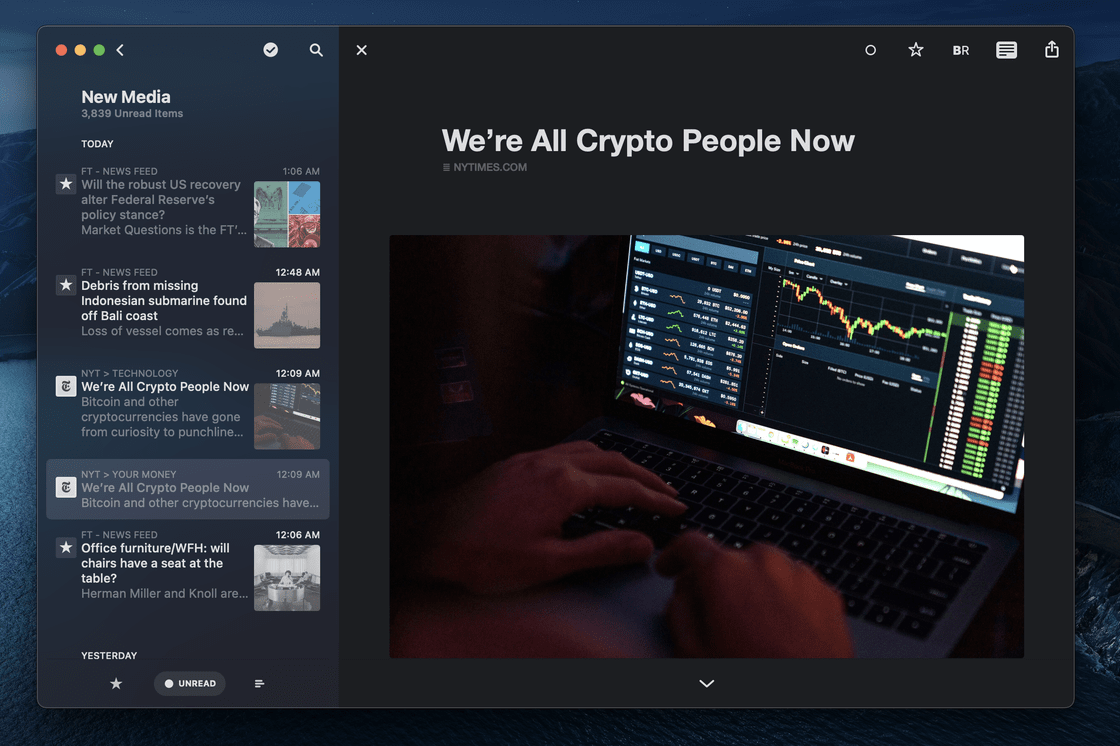 New Media
3,839 Unread Items
TODAY
FT - NEWS FEED 1:06 AM
Will the robust US recovery
alter Federal Reserve’s
policy stance?
Market Questions is the FT’...
FT - NEWS FEED 12:48 AM
Debris from missing
Indonesian submarine found
off Bali coast
Loss of vessel comes as re...
NYT > TECHNOLOGY 12:09 AM
We’re All Crypto People Now
Bitcoin and other
cryptocurrencies have gone
from curiosity to punchline...
NYT > YOUR MONEY 12:09 AM
We’re All Crypto People Now
Bitcoin and other cryptocurrencies have...
FT - NEWS FEED 12:06 AM
Office furniture/WFH: will
chairs have a seat at the
table?
Herman Miller and Knoll are...
YESTERDAY
UNREAD
BR
We’re All Crypto People Now
NYTIMES.COM